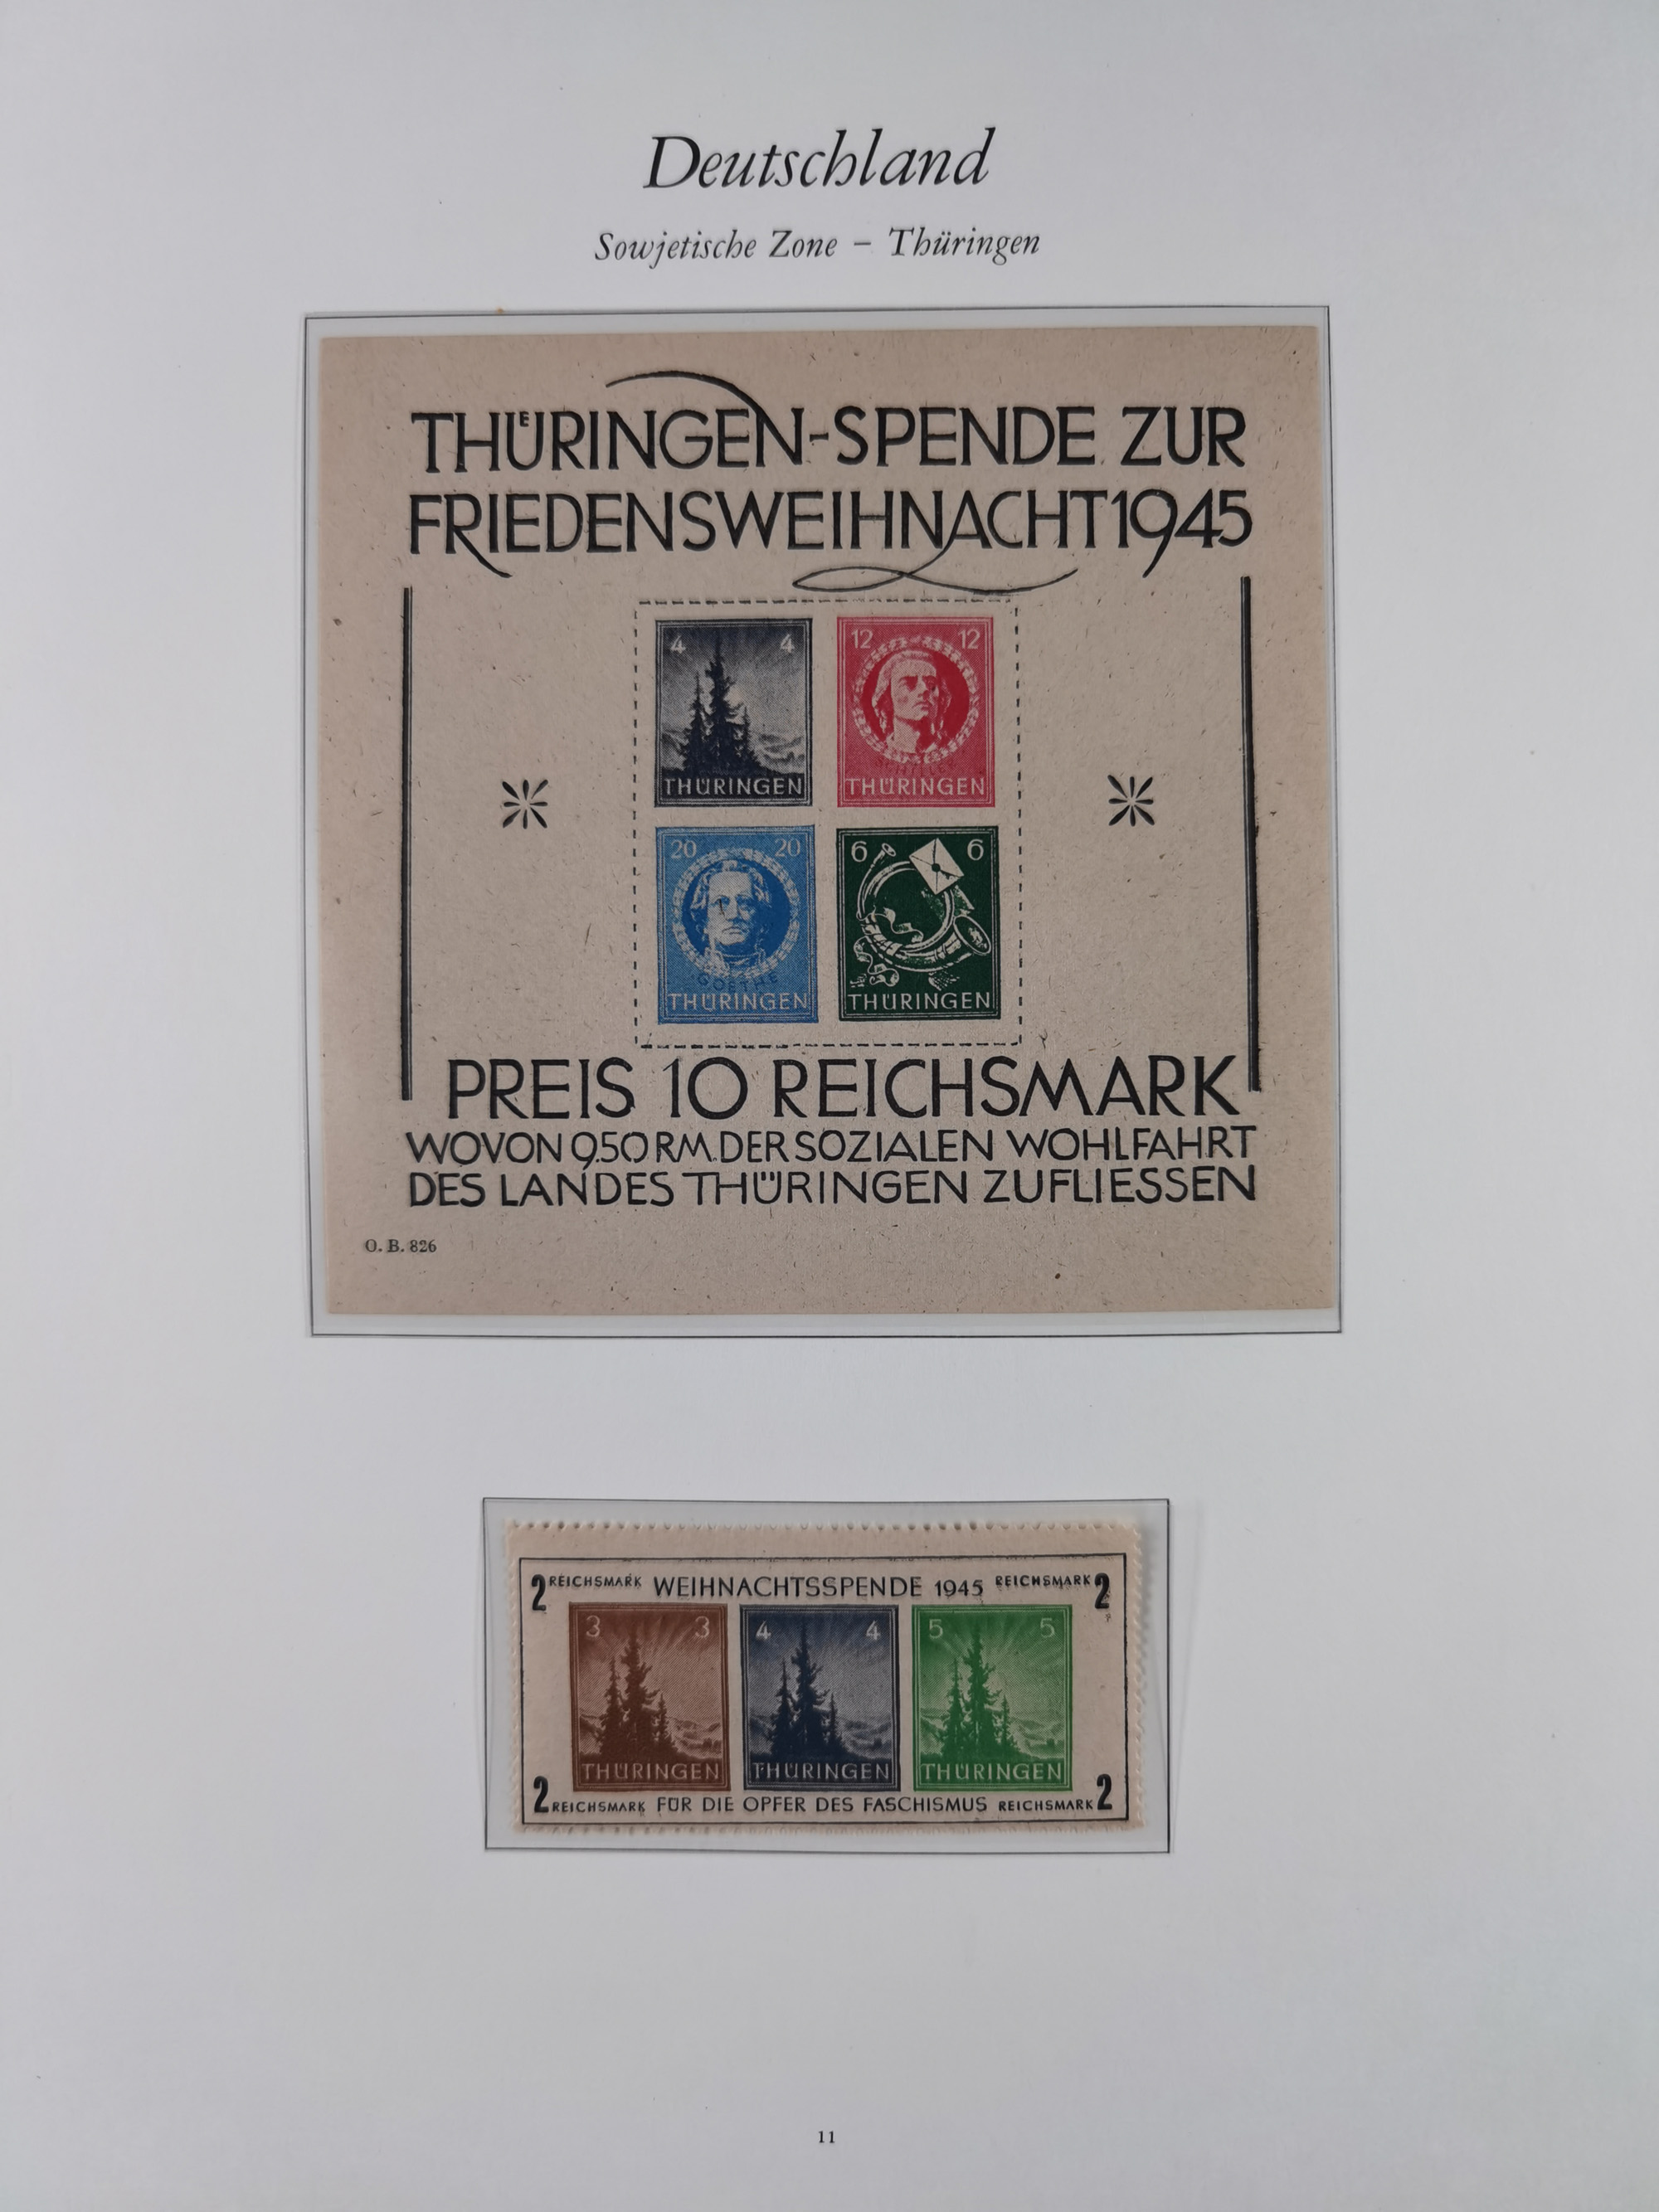 Deutschland
Sowjetische Zone – Thüringen
THÜRINGEN-SPENDE ZUR
FRIEDENSWEIHNACHT 1945
4 4
THÜRINGEN
12 12
SCHILLER
THÜRINGEN
20 20
GOETHE
THÜRINGEN
6 6
THÜRINGEN
PREIS 10 REICHSMARK
WOVON 9.50 RM. DER SOZIALEN WOHLFAHRT
DES LANDES THÜRINGEN ZUFLIESSEN
O. B. 826
2 REICHSMARK WEIHNACHTSSPENDE 1945 REICHSMARK 2
3 3
THÜRINGEN
4 4
THÜRINGEN
5 5
THÜRINGEN
2 REICHSMARK FÜR DIE OPFER DES FASCHISMUS REICHSMARK 2
11